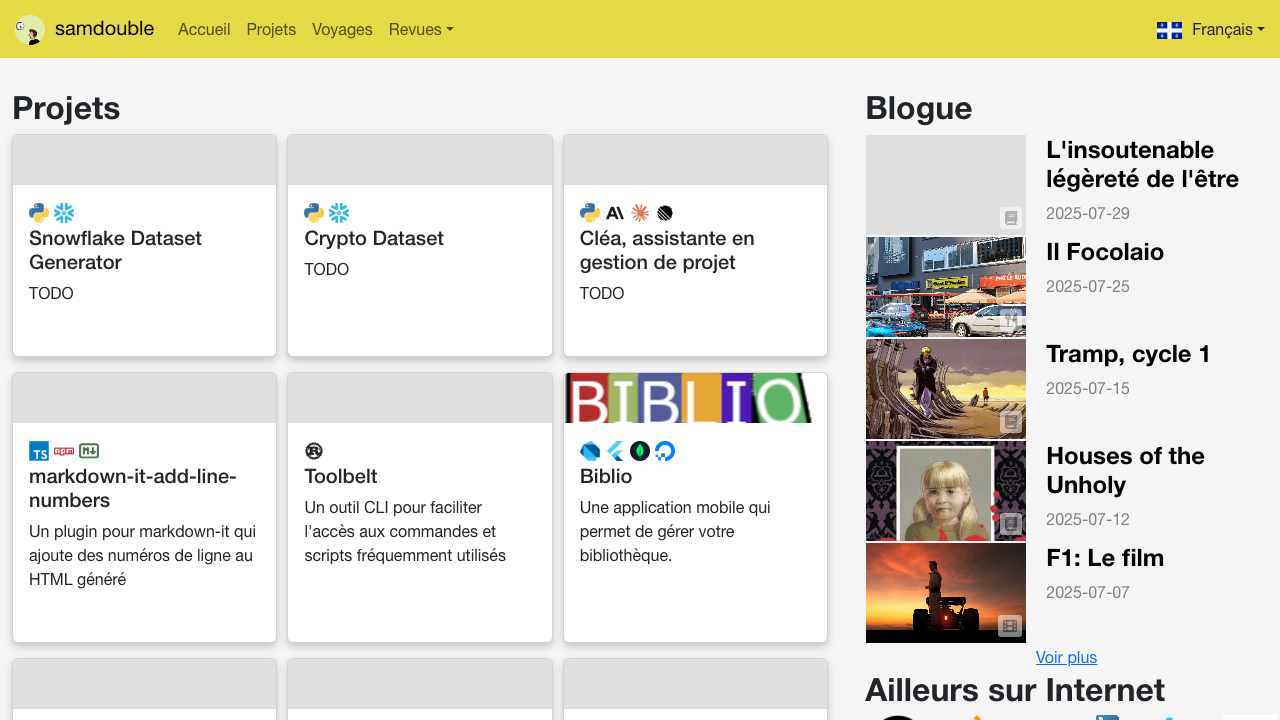 samdouble
Accueil
Projets
Voyages
Revues
Français
Projets
Snowflake Dataset
Generator
TODO
Crypto Dataset
TODO
Cléa, assistante en
gestion de projet
TODO
TS
npm
markdown-it-add-line-
numbers
Un plugin pour markdown-it qui
ajoute des numéros de ligne au
HTML généré
Toolbelt
Un outil CLI pour faciliter
l'accès aux commandes et
scripts fréquemment utilisés
BIBLIO
Biblio
Une application mobile qui
permet de gérer votre
bibliothèque.
Blogue
L'insoutenable
légèreté de l'être
2025-07-29
Il Focolaio
2025-07-25
Tramp, cycle 1
2025-07-15
Houses of the
Unholy
2025-07-12
F1: Le film
2025-07-07
Voir plus
Ailleurs sur Internet